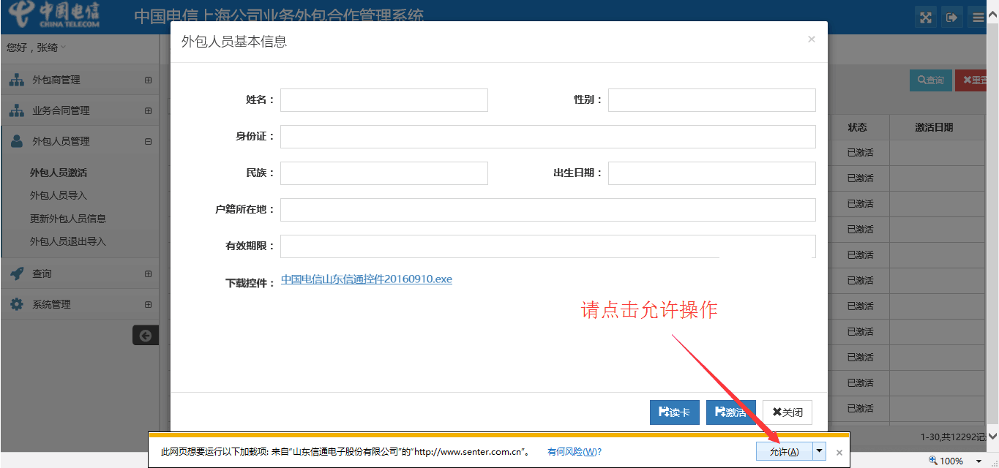 中国电信
CHINA TELECOM
中国电信上海公司业务外包合作管理系统
您好，张绮
外包商管理
业务合同管理
外包人员管理
外包人员激活
外包人员导入
更新外包人员信息
外包人员退出导入
查询
系统管理
外包人员基本信息
×
姓名：
性别：
身份证：
民族：
出生日期：
户籍所在地：
有效期限：
下载控件：
中国电信山东信通控件20160910.exe
请点击允许操作
读卡
激活
关闭
查询
重置
状态 激活日期
已激活
已激活
已激活
已激活
已激活
已激活
已激活
已激活
已激活
已激活
已激活
1-30,共12292记
此网页想要运行以下加载项: 来自“山东信通电子股份有限公司”的“http://www.senter.com.cn”。 有何风险(W)? 允许(A) ×
100%